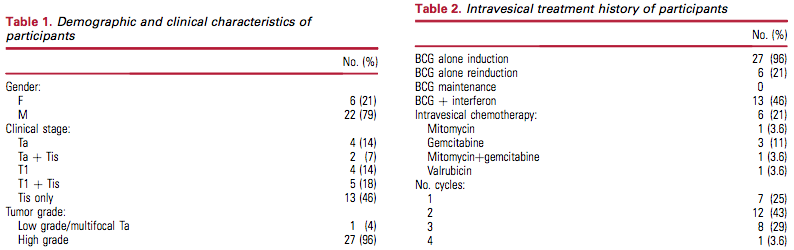 Table 1. Demographic and clinical characteristics of
participants
No. (%)
Gender:
F 6 (21)
M 22 (79)
Clinical stage:
Ta 4 (14)
Ta + Tis 2 (7)
T1 4 (14)
T1 + Tis 5 (18)
Tis only 13 (46)
Tumor grade:
Low grade/multifocal Ta 1 (4)
High grade 27 (96)
Table 2. Intravesical treatment history of participants
No. (%)
BCG alone induction 27 (96)
BCG alone reinduction 6 (21)
BCG maintenance 0
BCG + interferon 13 (46)
Intravesical chemotherapy: 6 (21)
Mitomycin 1 (3.6)
Gemcitabine 3 (11)
Mitomycin+gemcitabine 1 (3.6)
Valrubicin 1 (3.6)
No. cycles:
1 7 (25)
2 12 (43)
3 8 (29)
4 1 (3.6)